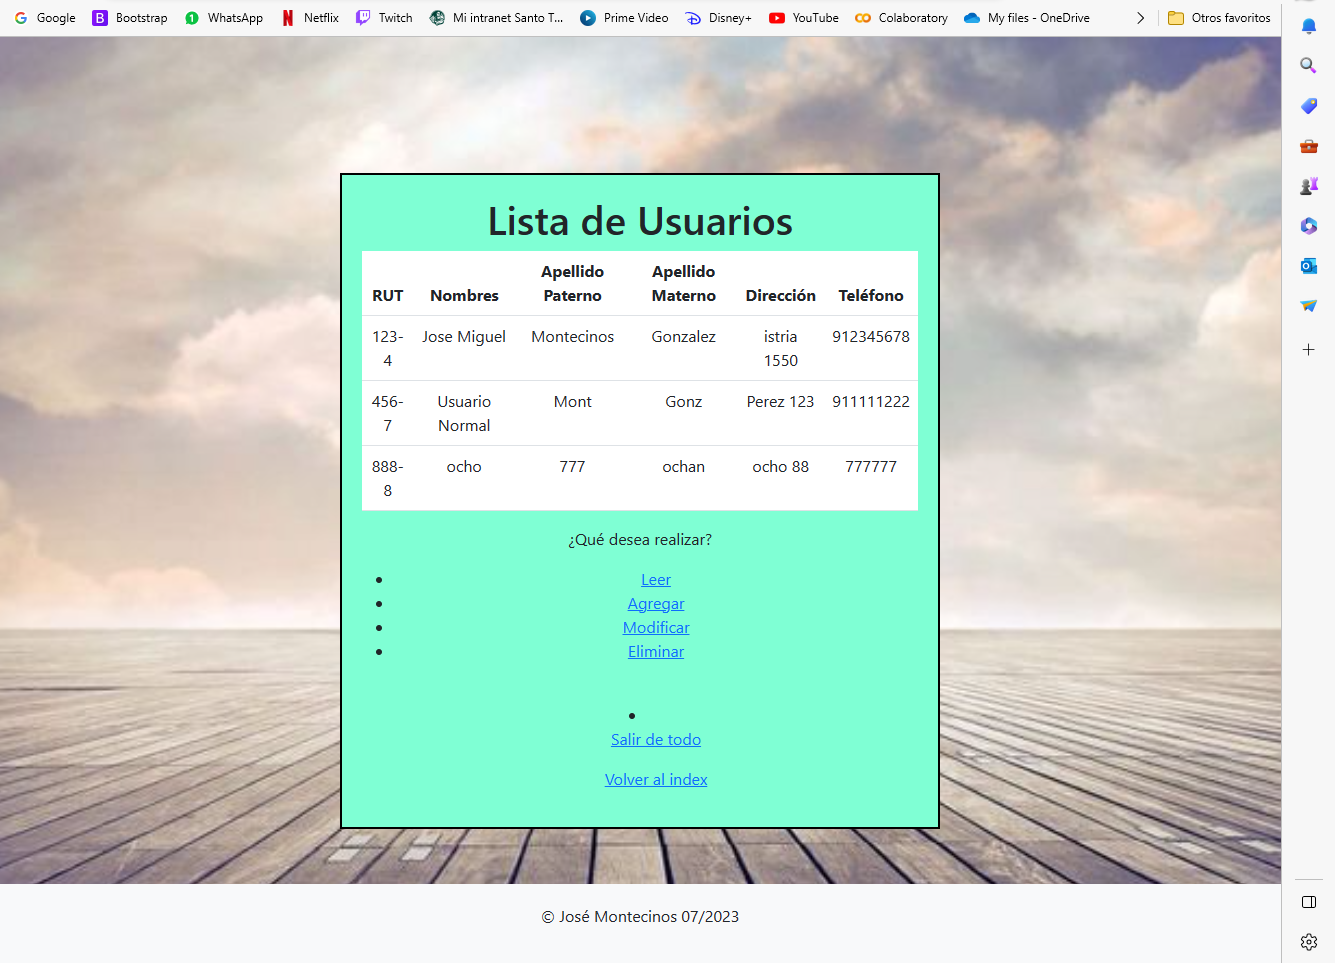 Google Bootstrap WhatsApp Netflix Twitch Mi intranet Santo T... Prime Video Disney+ YouTube Colaboratory My files - OneDrive Otros favoritos
Lista de Usuarios
RUT Nombres Apellido Paterno Apellido Materno Dirección Teléfono
123-4 Jose Miguel Montecinos Gonzalez istria 1550 912345678
456-7 Usuario Normal Mont Gonz Perez 123 911111222
888-8 ocho 777 ochan ocho 88 777777
¿Qué desea realizar?
Leer
Agregar
Modificar
Eliminar
Salir de todo
Volver al index
© José Montecinos 07/2023